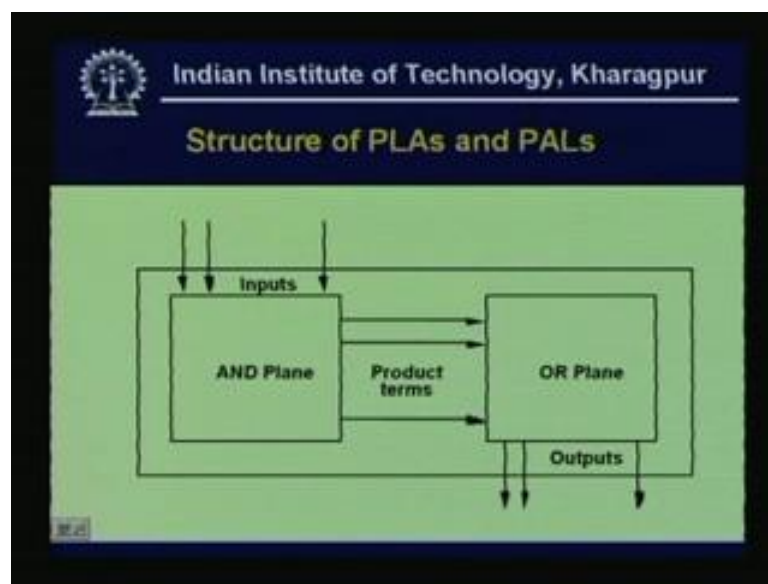 Indian Institute of Technology, Kharagpur
Structure of PLAs and PALs
Inputs
AND Plane
Product
terms
OR Plane
Outputs